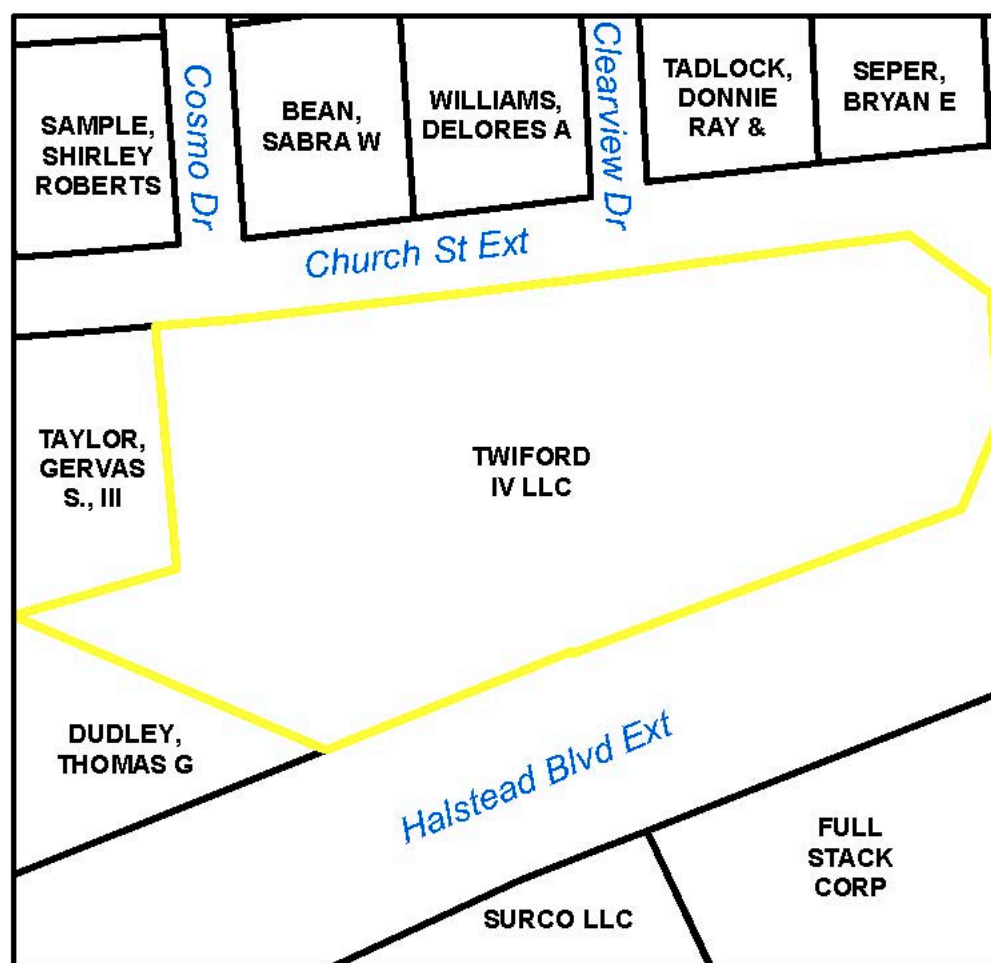 SAMPLE,
SHIRLEY
ROBERTS
Cosmo Dr
BEAN,
SABRA W
WILLIAMS,
DELORES A
Clearview Dr
TADLOCK,
DONNIE
RAY &
SEPER,
BRYAN E
Church St Ext
TAYLOR,
GERVAS
S., III
TWIFORD
IV LLC
DUDLEY,
THOMAS G
Halstead Blvd Ext
FULL
STACK
CORP
SURCO LLC